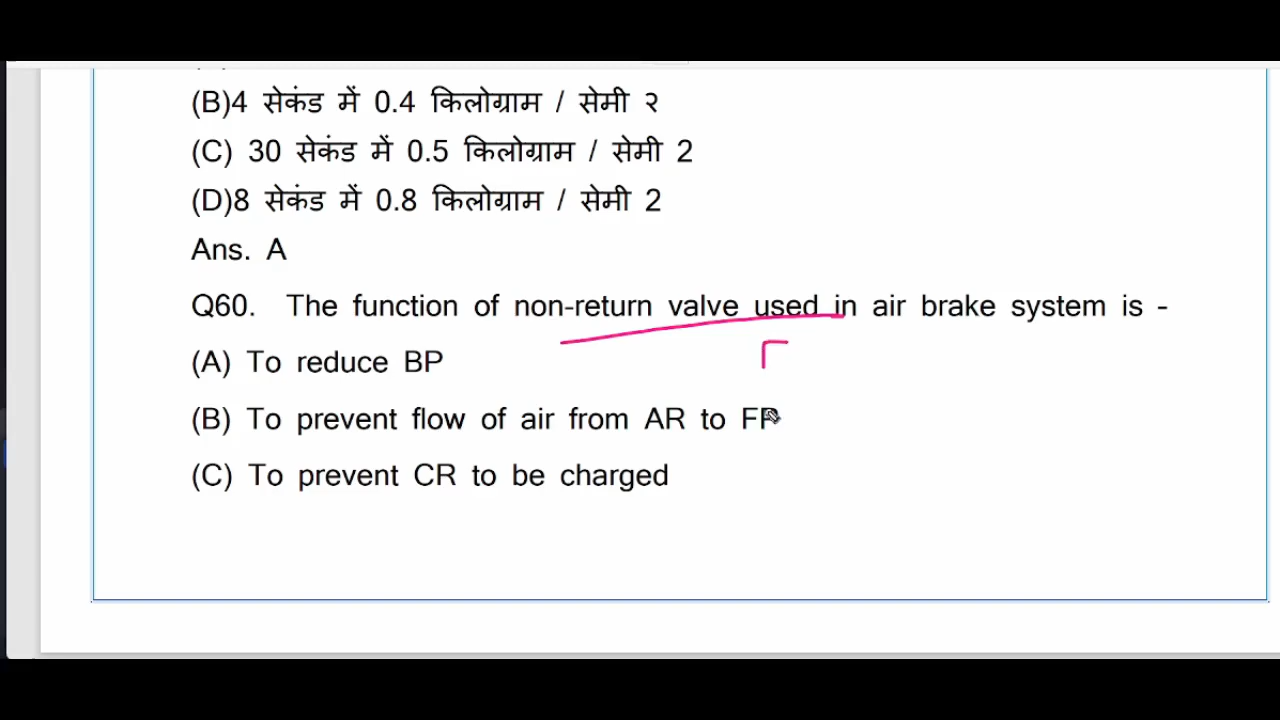 (B)4 सेकंड में 0.4 किलोग्राम / सेमी २
(C) 30 सेकंड में 0.5 किलोग्राम / सेमी 2
(D)8 सेकंड में 0.8 किलोग्राम / सेमी 2
Ans. A
Q60. The function of non-return valve used in air brake system is -
(A) To reduce BP
(B) To prevent flow of air from AR to FP
(C) To prevent CR to be charged